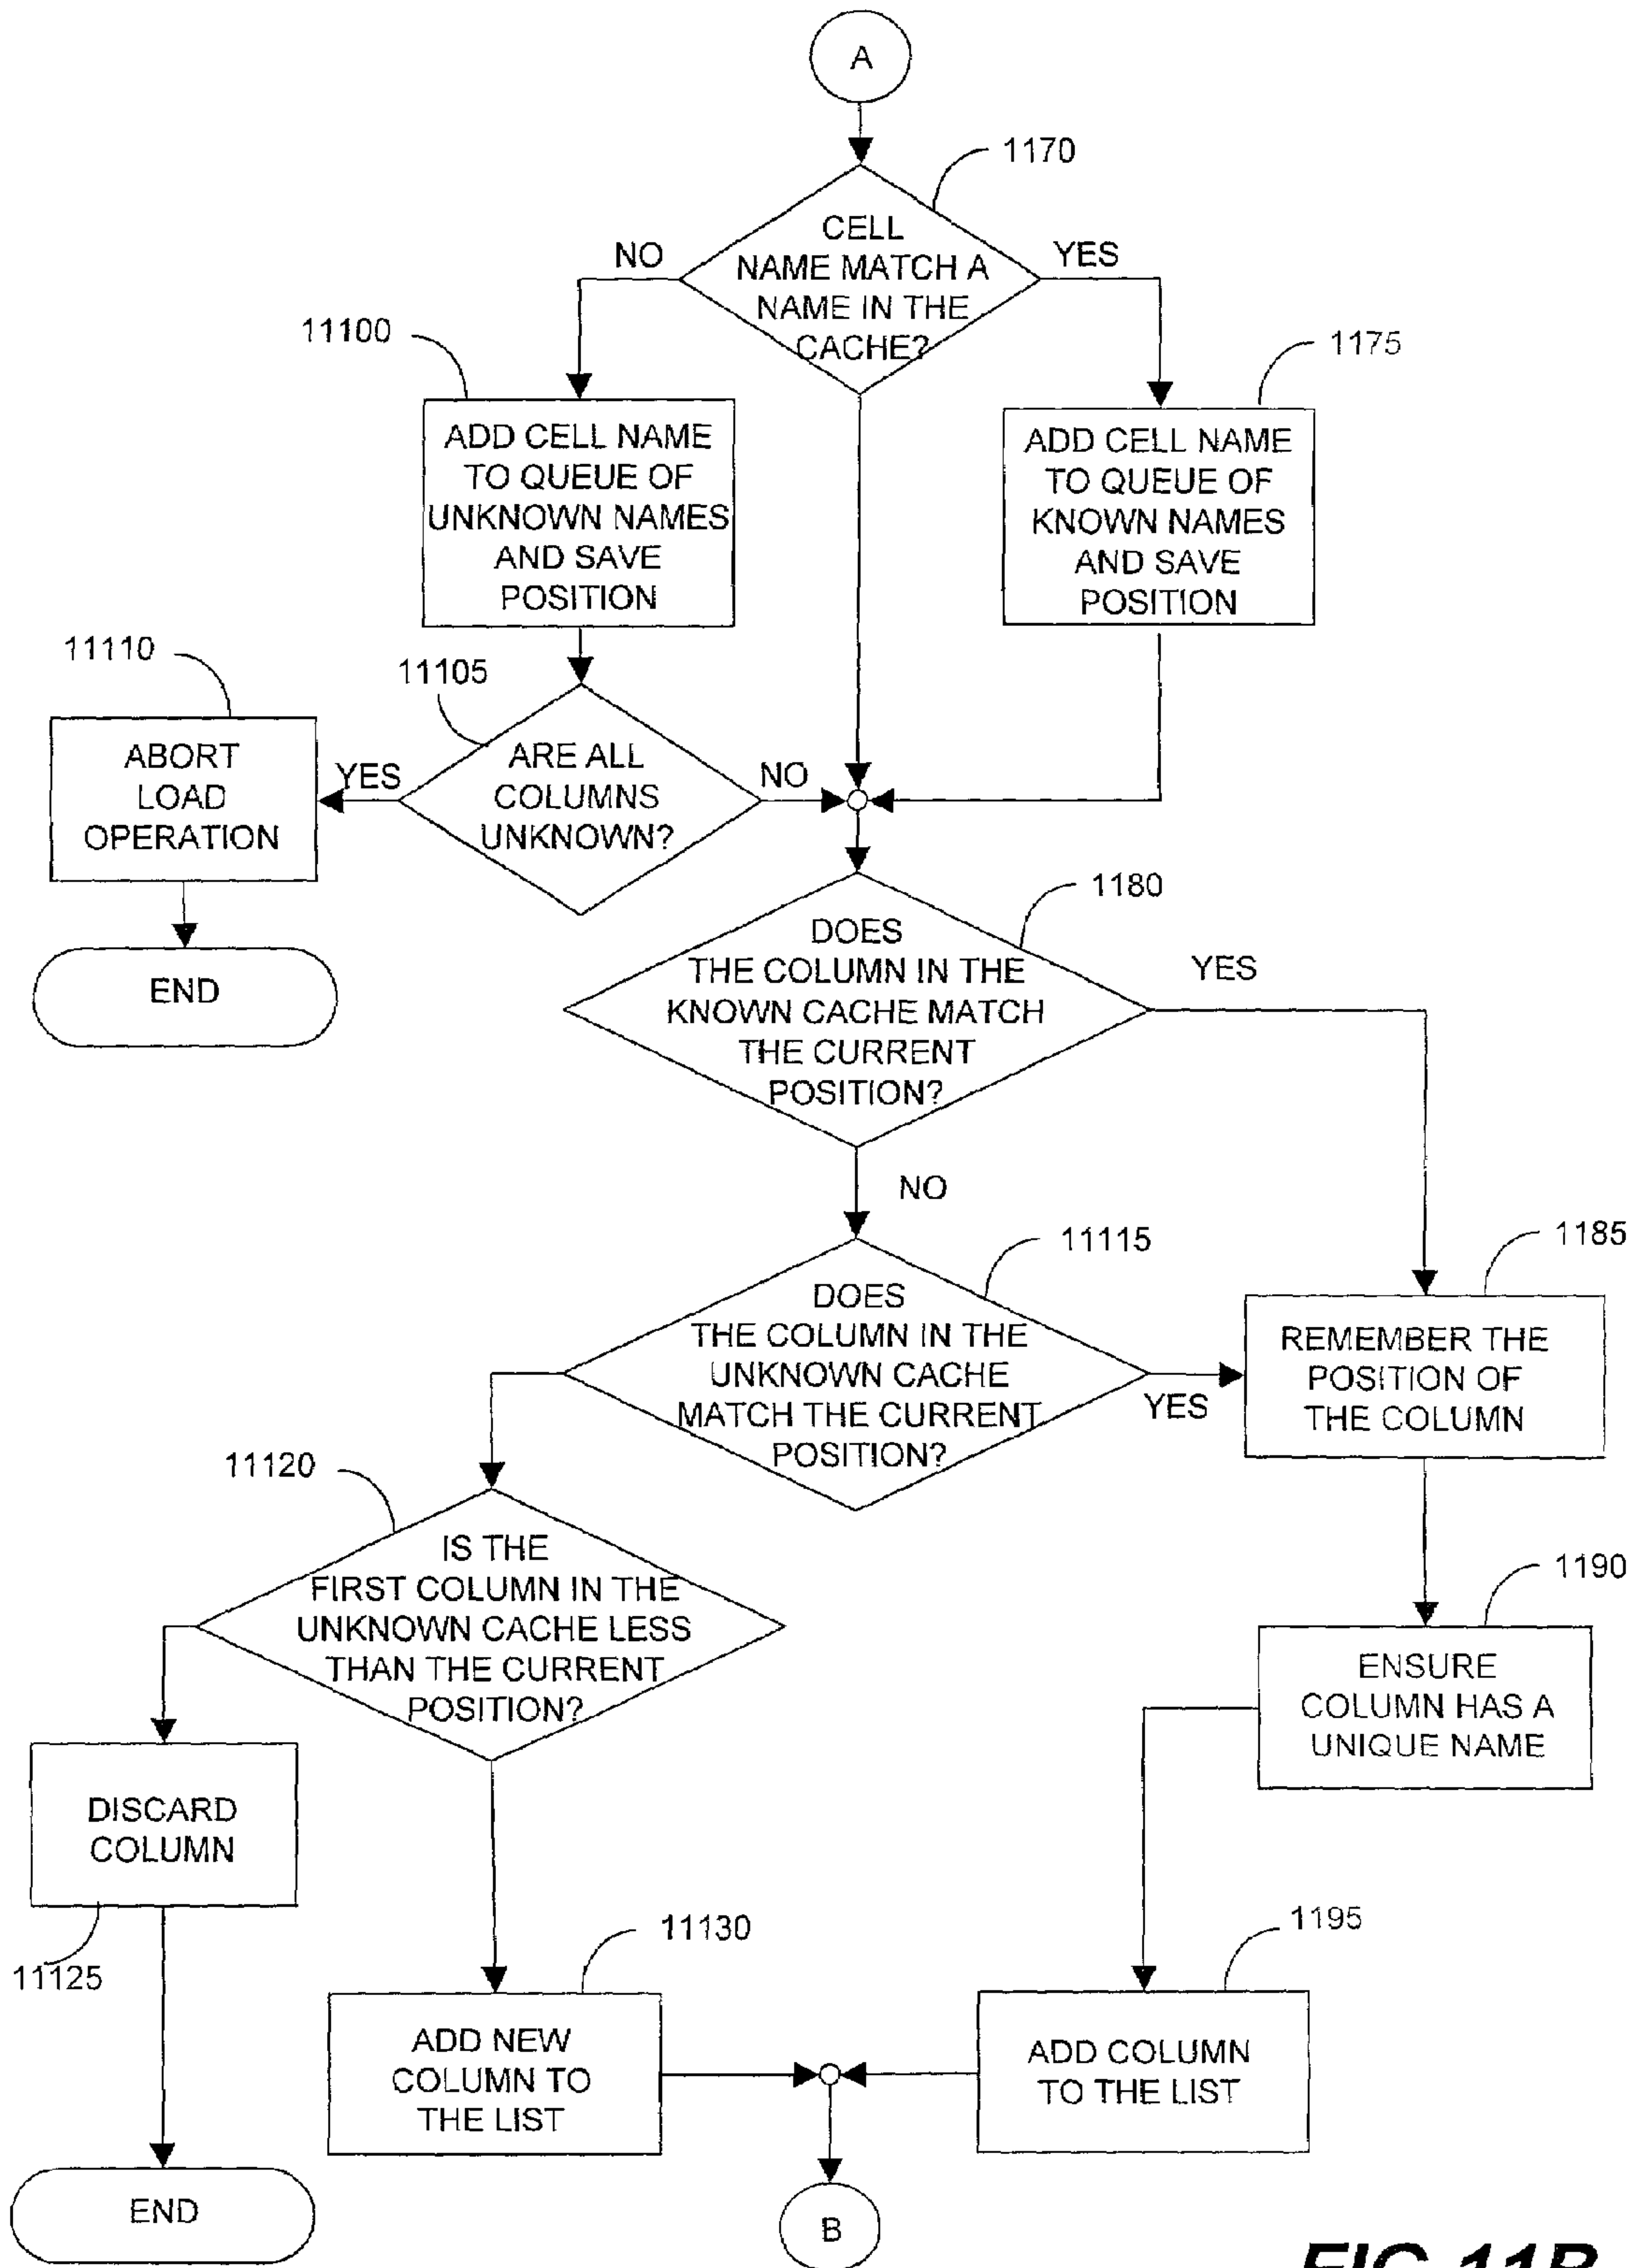 A
1170
CELL
NAME MATCH A
NAME IN THE
CACHE?
NO
YES
11100
1175
ADD CELL NAME
TO QUEUE OF
UNKNOWN NAMES
AND SAVE
POSITION
ADD CELL NAME
TO QUEUE OF
KNOWN NAMES
AND SAVE
POSITION
11110
11105
ABORT
LOAD
OPERATION
YES
ARE ALL
COLUMNS
UNKNOWN?
NO
END
1180
DOES
THE COLUMN IN THE
KNOWN CACHE MATCH
THE CURRENT
POSITION?
YES
NO
11115
1185
DOES
THE COLUMN IN THE
UNKNOWN CACHE
MATCH THE CURRENT
POSITION?
YES
REMEMBER THE
POSITION OF
THE COLUMN
11120
IS THE
FIRST COLUMN IN THE
UNKNOWN CACHE LESS
THAN THE CURRENT
POSITION?
1190
ENSURE
COLUMN HAS A
UNIQUE NAME
DISCARD
COLUMN
11125
11130
1195
ADD NEW
COLUMN TO
THE LIST
ADD COLUMN
TO THE LIST
END
B
FIG.11B